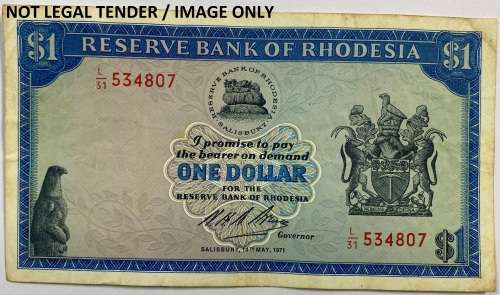 NOT LEGAL TENDER / IMAGE ONLY
$1 RESERVE BANK OF RHODESIA $1
L/31 534807
RESERVE BANK OF RHODESIA
SALISBURY
I promise to pay
the bearer on demand
ONE DOLLAR
FOR THE
RESERVE BANK OF RHODESIA
Governor
L/31 534807
SALISBURY, 14TH MAY, 1971
$1